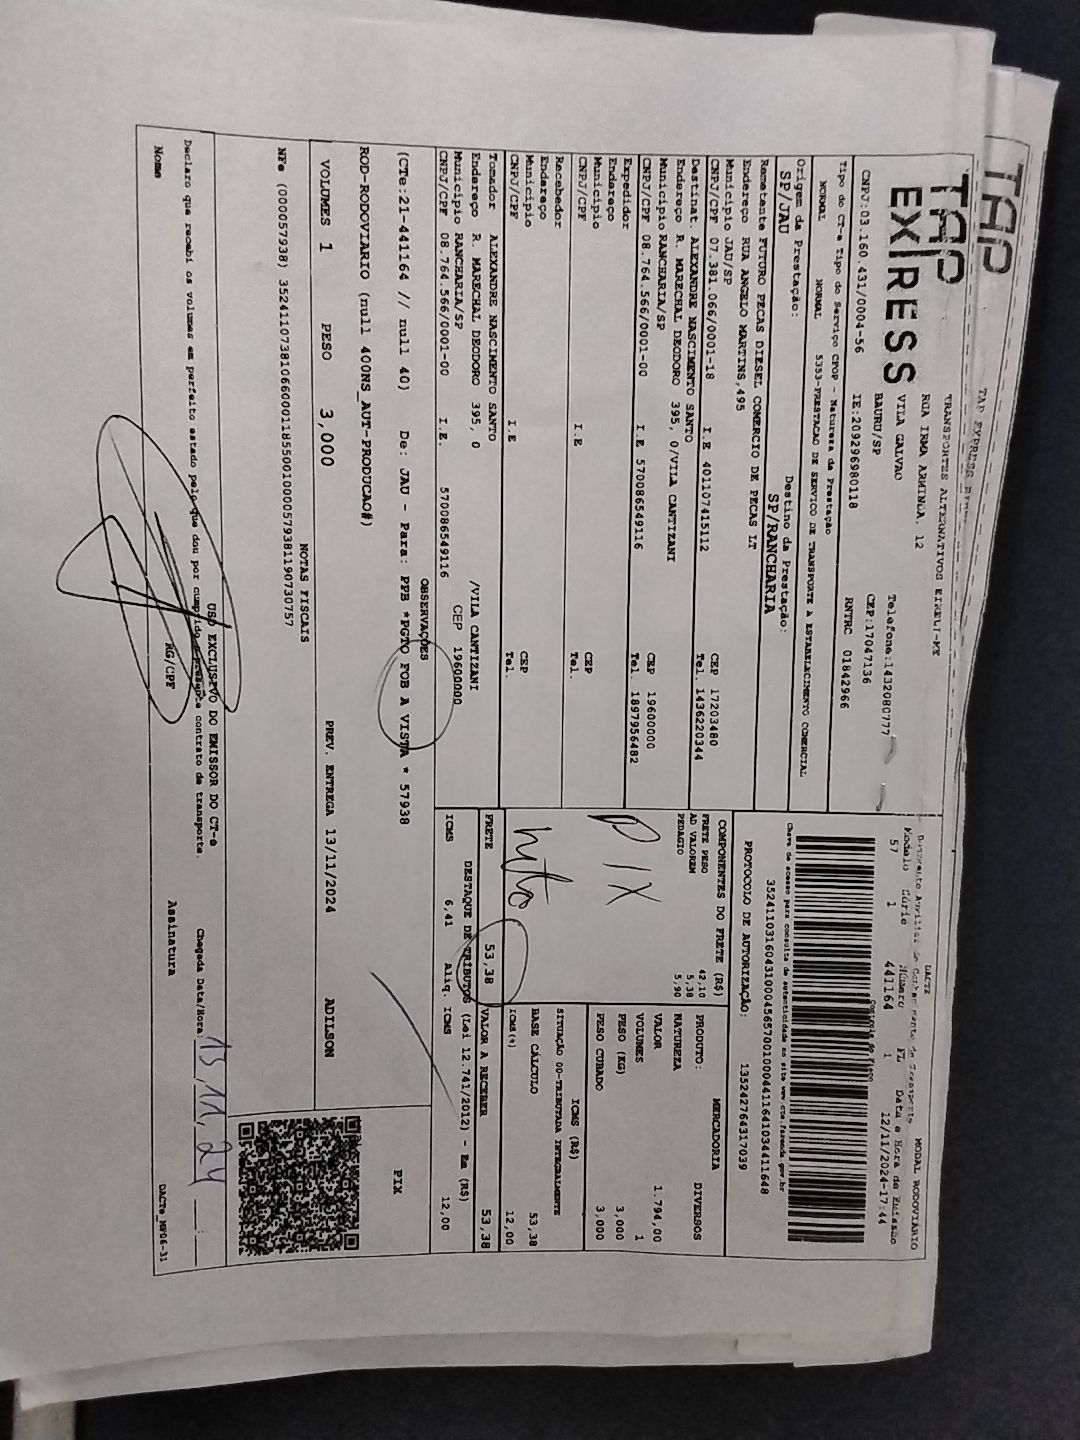 TAP
TAP
EXPRESS
TRANSPORTES ALTERNATIVOS EIRELI-ME
RUA IRMA ARMINDA, 12
VILA GALVAO
BAURU/SP
Telefone:1432080777
CEP:17047136
CNPJ:03.160.431/0004-56 IE:209296980118 RNTRC 01842966
Tipo do CT-e Tipo do Serviço CFOP - Natureza da Prestação
NORMAL NORMAL 5353-PRESTACAO DE SERVICO DE TRANSPORTE A ESTABELECIMENTO COMERCIAL
Origem da Prestação: Destino da Prestação:
SP/JAU SP/RANCHARIA
Remetente FUTURO PECAS DIESEL COMERCIO DE PECAS LT
Endereço RUA ANGELO MARTINS,495
Município JAU/SP CEP 17203480
CNPJ/CPF 07.381.066/0001-18 I.E 401107415112 Tel. 1436220344
Destinat. ALEXANDRE NASCIMENTO SANTO
Endereço R. MARECHAL DEODORO 395, 0/VILA CANTIZANI
Município RANCHARIA/SP CEP 19600000
CNPJ/CPF 08.764.566/0001-00 I.E 570086549116 Tel. 1897956482
Expedidor
Endereço
Município CEP
CNPJ/CPF I.E Tel.
Recebedor
Endereço
Município CEP
CNPJ/CPF I.E Tel.
Tomador ALEXANDRE NASCIMENTO SANTO
Endereço R. MARECHAL DEODORO 395, 0 /VILA CANTIZANI
Município RANCHARIA/SP CEP 19600000
CNPJ/CPF 08.764.566/0001-00 I.E. 570086549116
DACTE
Modelo Série Número FL Data e Hora de Emissão
57 1 441164 1 12/11/2024-17:44
MODAL RODOVIÁRIO
Controle do Fisco
Chave de acesso para consulta de autenticidade no site www.cte.fazenda.gov.br
35241103160431000456570010004411641034411648
PROTOCOLO DE AUTORIZAÇÃO: 135242764317039
COMPONENTES DO FRETE (R$)
FRETE PESO 42,10
AD VALOREM 5,38
PEDAGIO 5,90
PIX
FRETE 53,38
MERCADORIA
PRODUTO: DIVERSOS
NATUREZA
VALOR 1.794,00
VOLUMES 1
PESO (KG) 3,000
PESO CUBADO 3,000
ICMS (R$)
SITUAÇÃO 00-TRIBUTADA INTEGRALMENTE
BASE CÁLCULO 53,38
ICMS(%) 12,00
VALOR A RECEBER 53,38
DESTAQUE DE TRIBUTOS (Lei 12.741/2012) - Em (R$)
ICMS 6,41 Aliq. ICMS 12,00
OBSERVAÇÕES
(CTe:21-441164 // null 40) De: JAU - Para: PPB *PGTO FOB A VISTA * 57938
ROD-RODOVIARIO (null 400NS_AUT-PRODUCAO#)
PIX
VOLUMES 1 PESO 3,000 PREV. ENTREGA 13/11/2024 ADILSON
NOTAS FISCAIS
NFe (000057938) 35241107381066000118550010000579381190730757
USO EXCLUSIVO DO EMISSOR DO CT-e
Declaro que recebi os volumes em perfeito estado pelo que dou por cumprido o presente contrato de transporte. Chegada Data/Hora 13,11,24 :
Nome RG/CPF Assinatura
DACTe_MP06-31